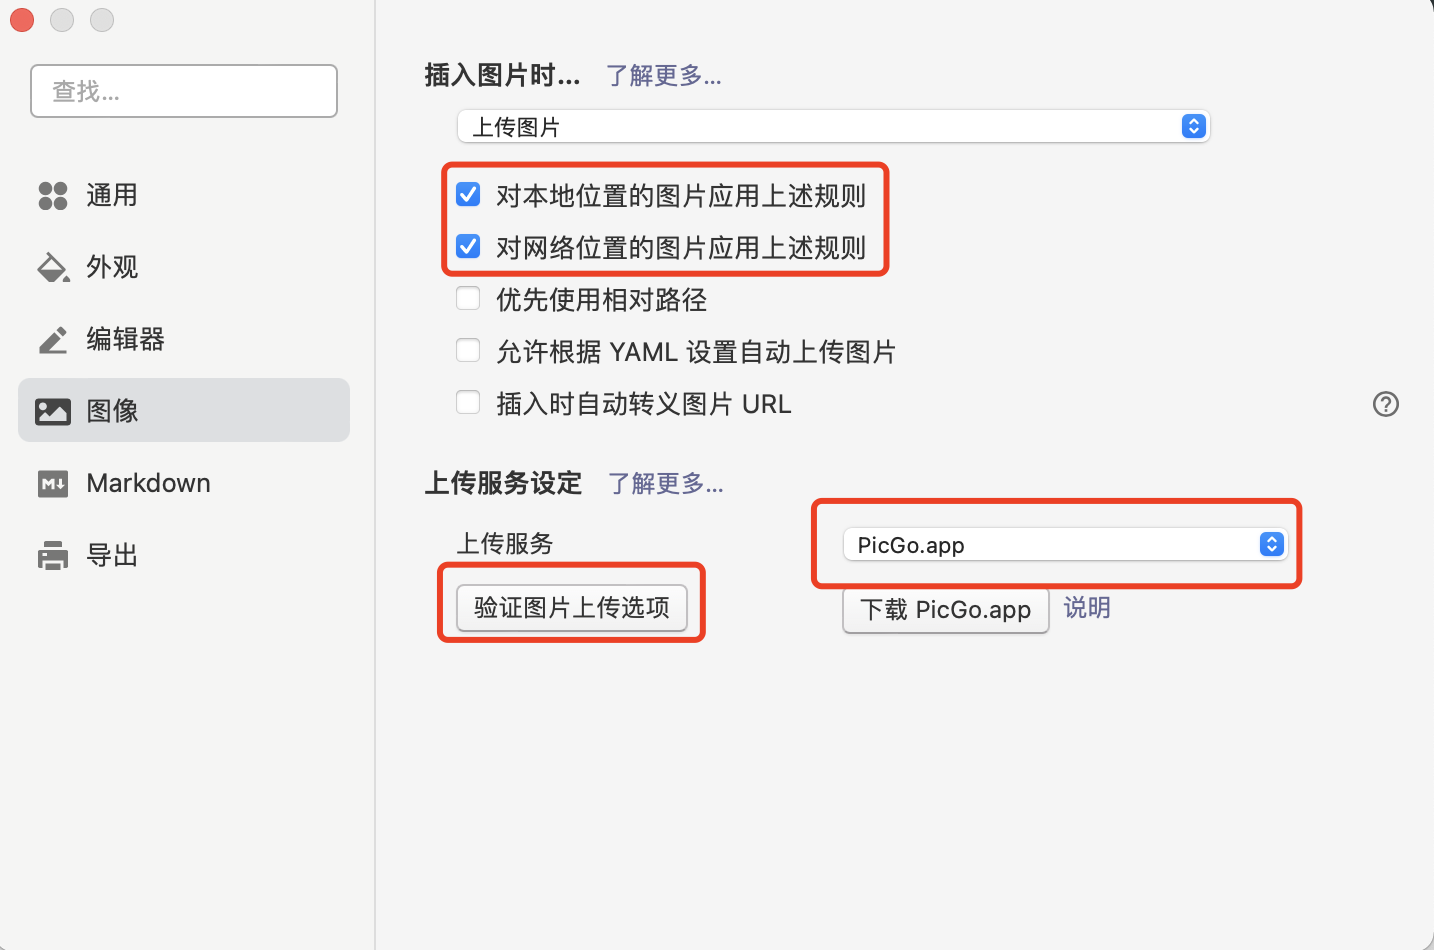 查找...
通用
外观
编辑器
图像
Markdown
导出
插入图片时... 了解更多...
上传图片
对本地位置的图片应用上述规则
对网络位置的图片应用上述规则
优先使用相对路径
允许根据 YAML 设置自动上传图片
插入时自动转义图片 URL
上传服务设定 了解更多...
上传服务 PicGo.app
验证图片上传选项 下载 PicGo.app 说明